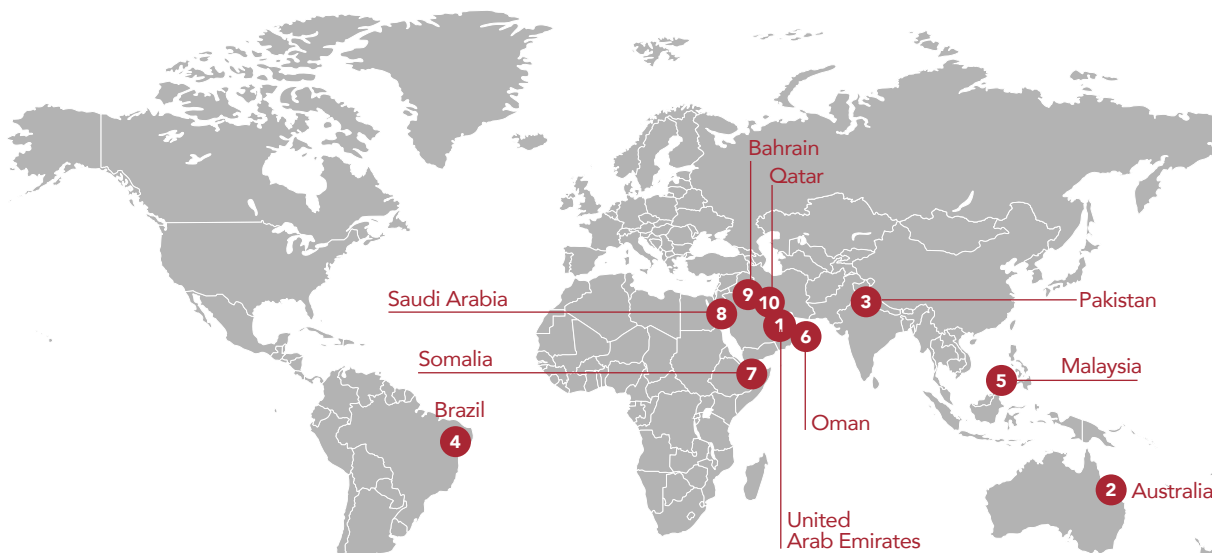 Bahrain
Qatar
Saudi Arabia
9
10
3
Pakistan
8
1
6
Somalia
7
5
Malaysia
Brazil
4
Oman
2
Australia
United
Arab Emirates